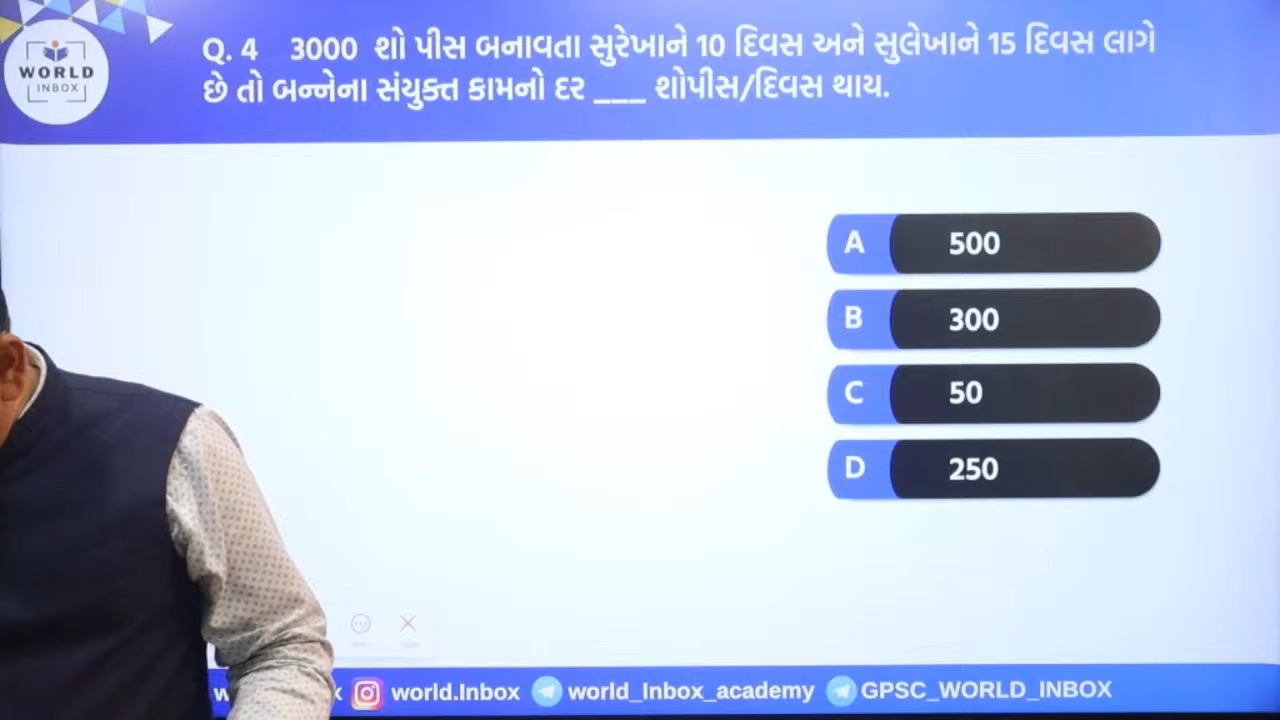 WORLD
INBOX
Q. 4 3000 શો પીસ બનાવતા સુરેખાને 10 દિવસ અને સુલેખાને 15 દિવસ લાગે
છે તો બન્નેના સંયુક્ત કામનો દર ___ શોપીસ/દિવસ થાય.
A 500
B 300
C 50
D 250
world.Inbox world_Inbox_academy GPSC_WORLD_INBOX